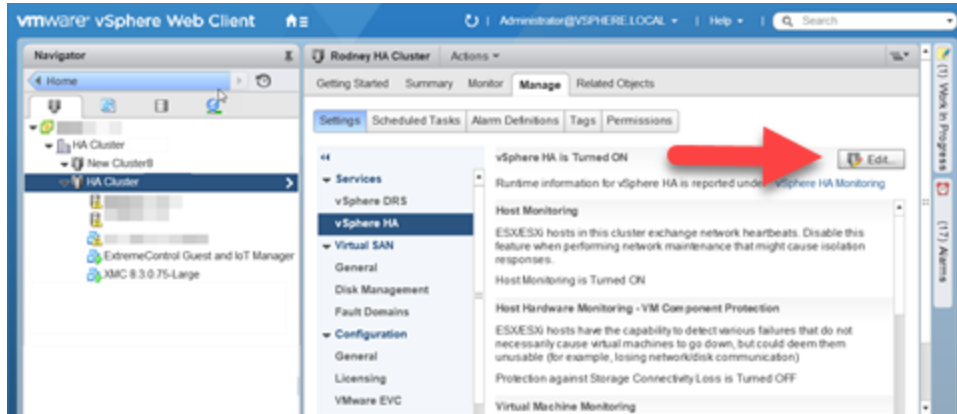 vmware® vSphere Web Client
Administrator@VSPHERE.LOCAL
Help
Search
Navigator
Home
HA Cluster
New Cluster8
HA Cluster
ExtremeControl Guest and IoT Manager
XMC 8.3.0.75-Large
Rodney HA Cluster
Actions
Getting Started
Summary
Monitor
Manage
Related Objects
Settings
Scheduled Tasks
Alarm Definitions
Tags
Permissions
Services
vSphere DRS
vSphere HA
Virtual SAN
General
Disk Management
Fault Domains
Configuration
General
Licensing
VMware EVC
vSphere HA is Turned ON
Edit...
Runtime information for vSphere HA is reported under vSphere HA Monitoring
Host Monitoring
ESX/ESXi hosts in this cluster exchange network heartbeats. Disable this
feature when performing network maintenance that might cause isolation
responses.
Host Monitoring is Turned ON
Host Hardware Monitoring - VM Component Protection
ESX/ESXi hosts have the capability to detect various failures that do not
necessarily cause virtual machines to go down, but could deem them
unusable (for example, losing network/disk communication)
Protection against Storage Connectivity Loss is Turned OFF
Virtual Machine Monitoring
(1) Work In Progress
(17) Alarms